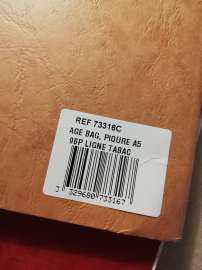 REF 73316C
AGE BAG, PIQURE A5
96P LIGNE TABAC
3 329680 733167